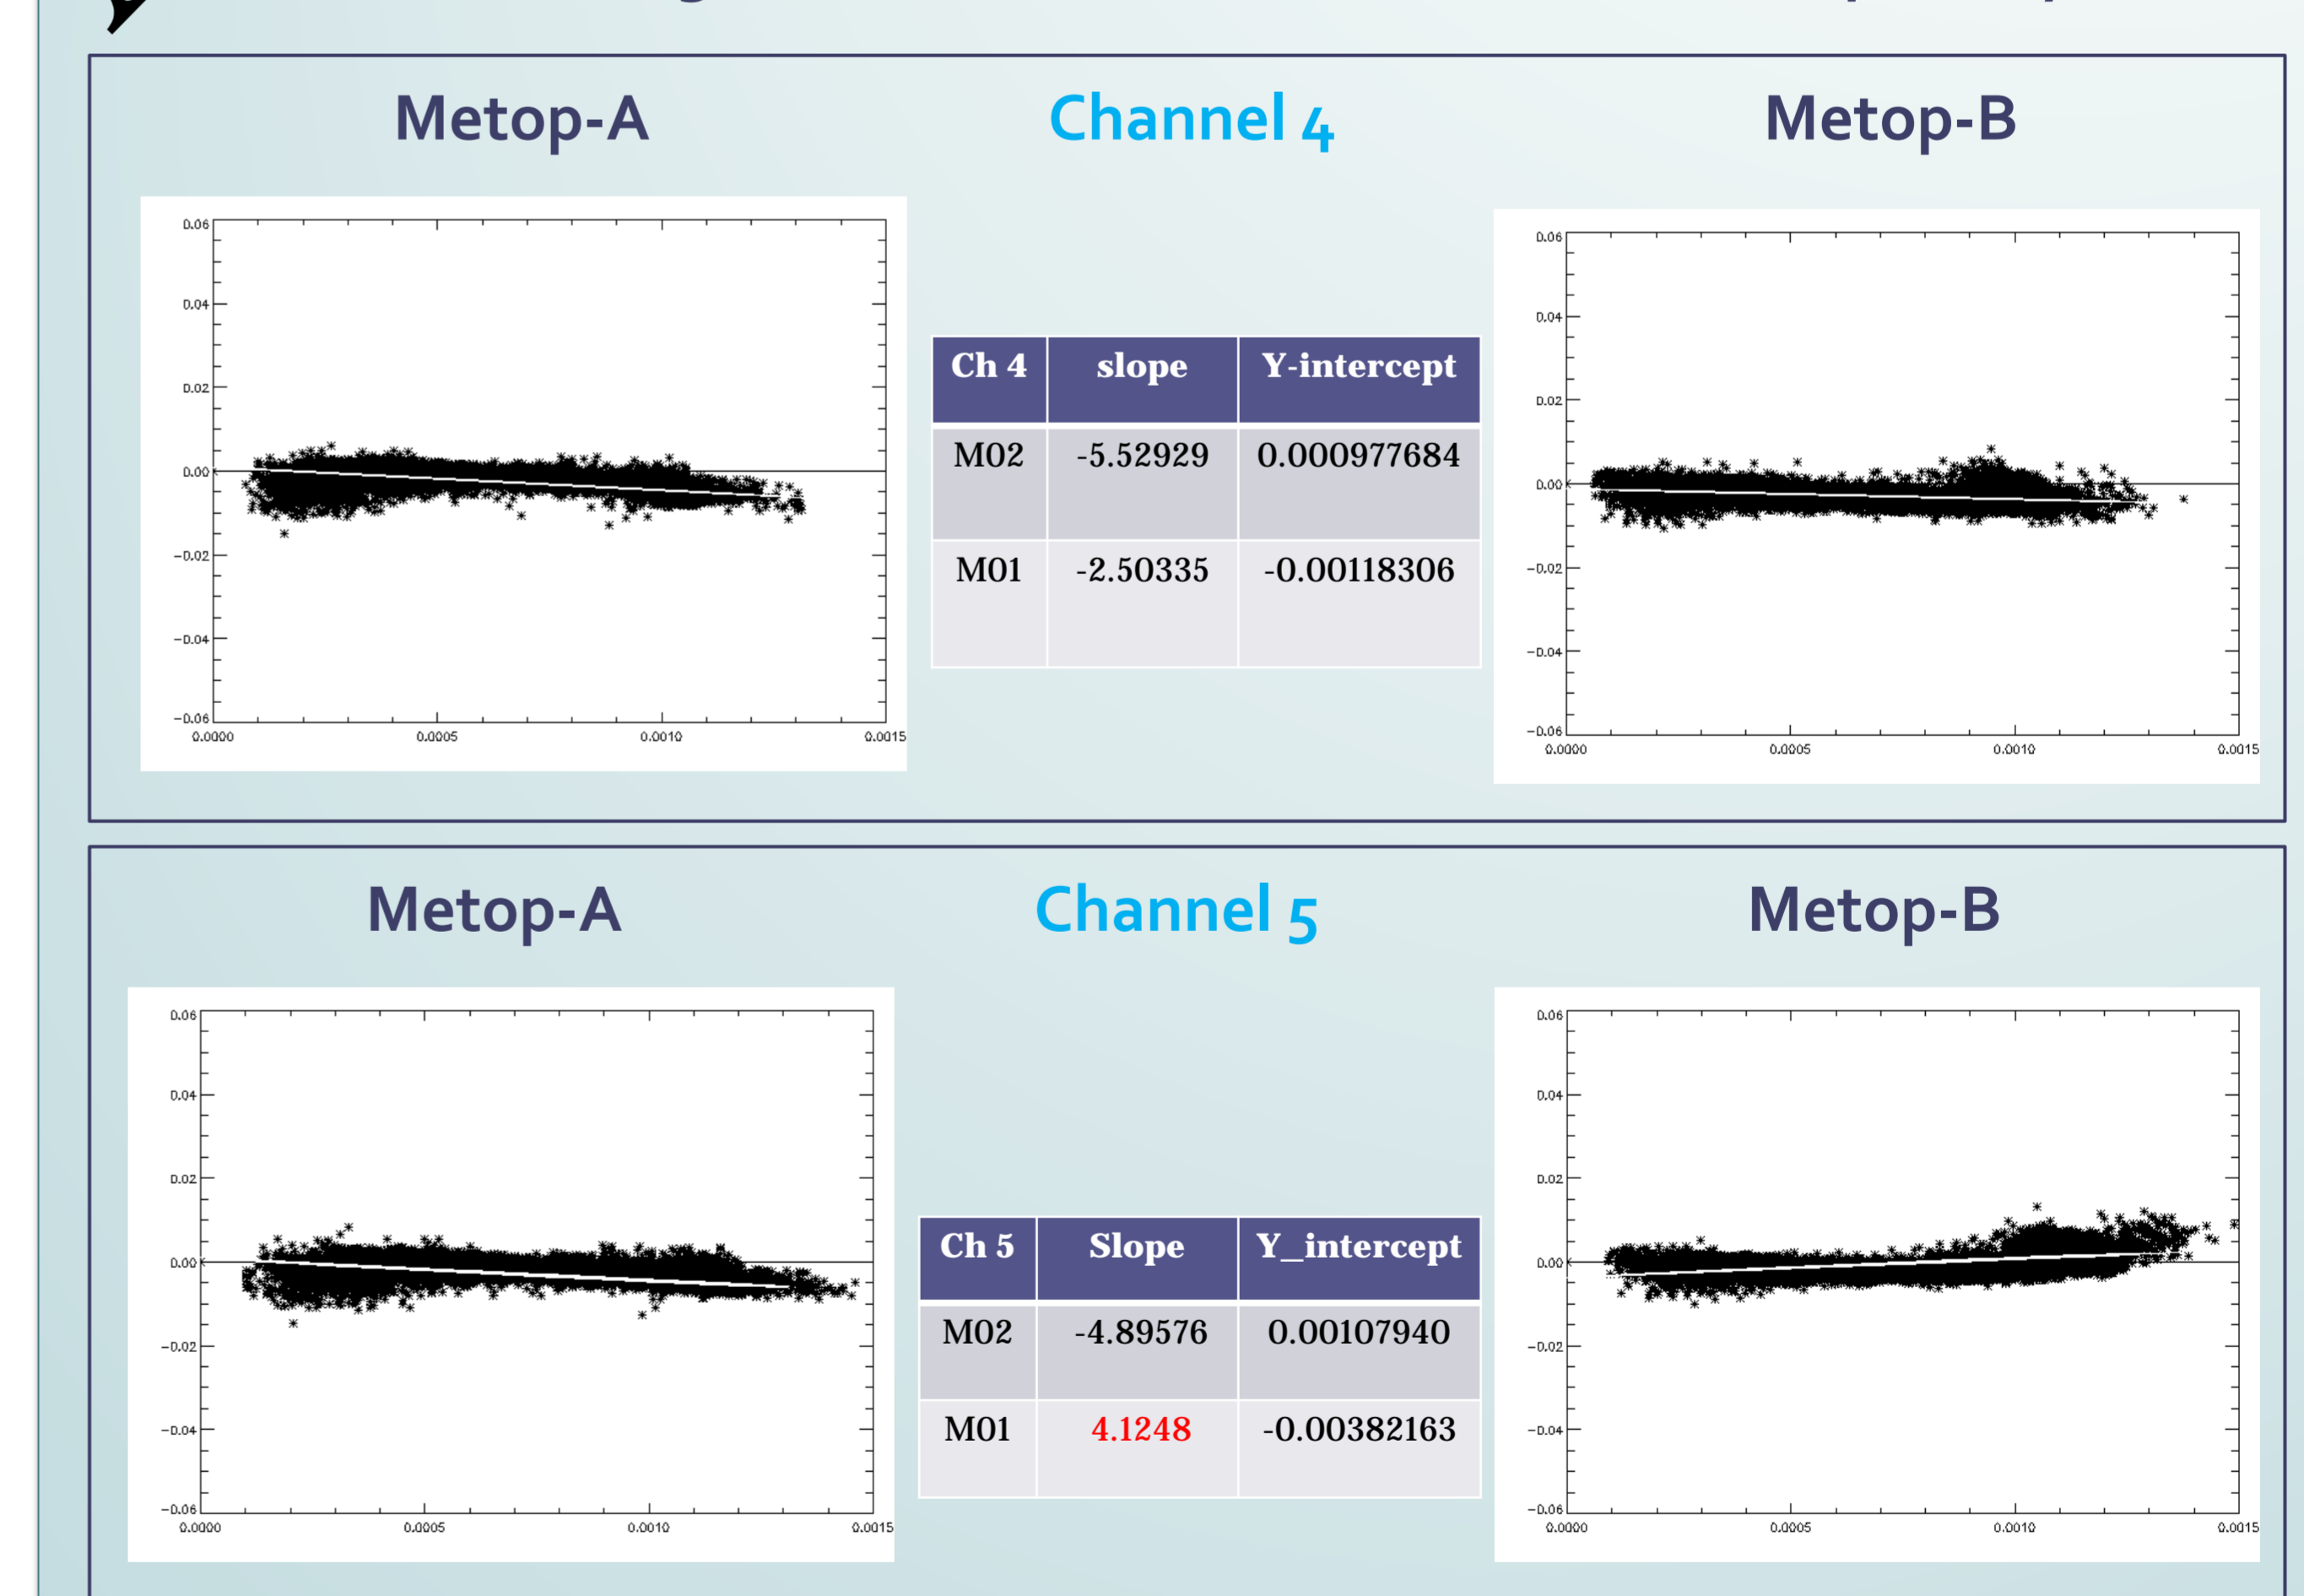 Metop-A Channel 4 Metop-B
0.06
0.04
0.02
0.00
-0.02
-0.04
-0.06
0.0000 0.0005 0.0010 0.0015
Ch 4 slope Y-intercept
M02 -5.52929 0.000977684
M01 -2.50335 -0.00118306
0.06
0.04
0.02
0.00
-0.02
-0.04
-0.06
0.0000 0.0005 0.0010 0.0015
Metop-A Channel 5 Metop-B
0.06
0.04
0.02
0.00
-0.02
-0.04
-0.06
0.0000 0.0005 0.0010 0.0015
Ch 5 Slope Y_intercept
M02 -4.89576 0.00107940
M01 4.1248 -0.00382163
0.06
0.04
0.02
0.00
-0.02
-0.04
-0.06
0.0000 0.0005 0.0010 0.0015